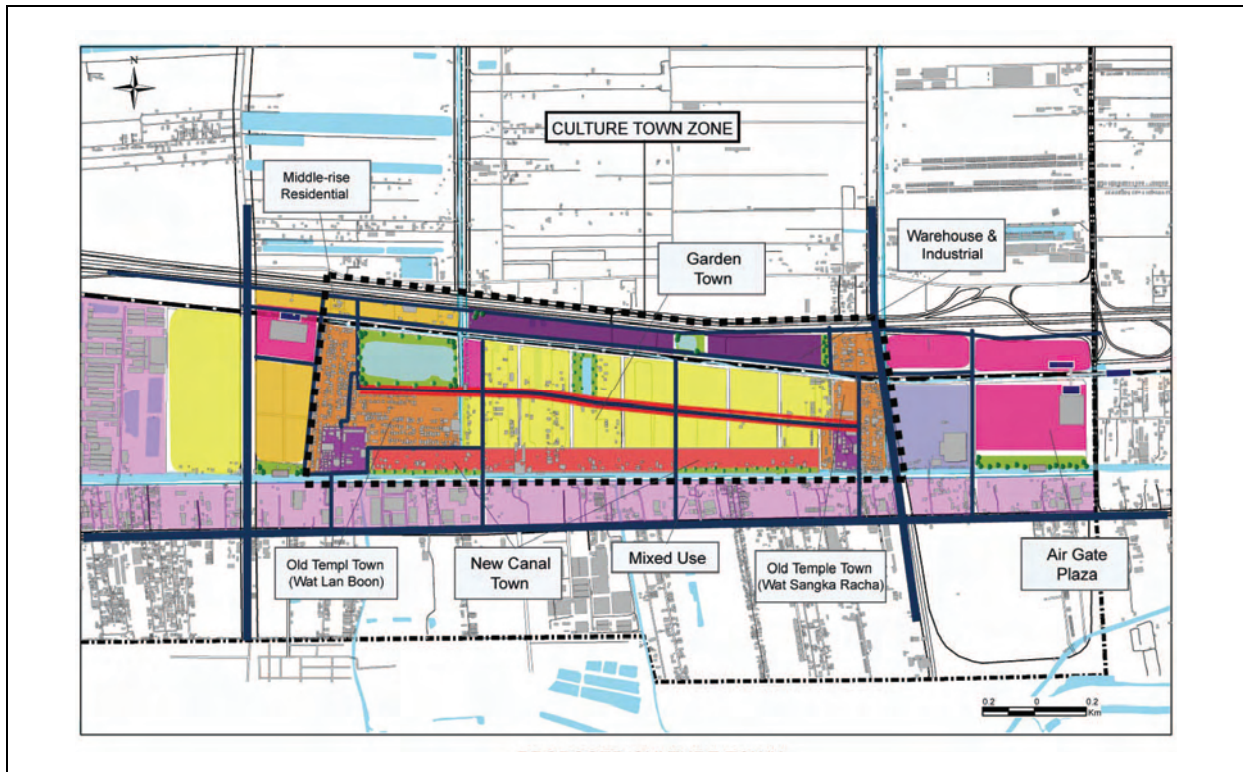 N
CULTURE TOWN ZONE
Middle-rise
Residential
Warehouse &
Industrial
Garden
Town
Old Templ Town
(Wat Lan Boon)
New Canal
Town
Mixed Use
Old Temple Town
(Wat Sangka Racha)
Air Gate
Plaza
0.2 0 0.2
Km